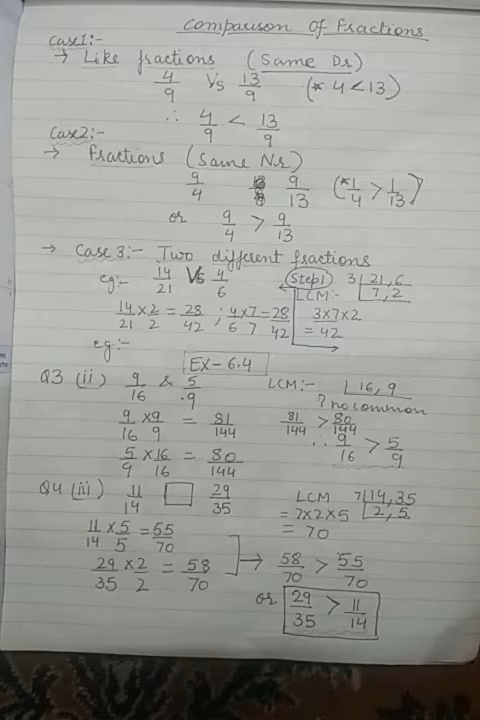 Comparison Of Fractions
Case1:-
→ Like fractions (Same Dr)
4/9 Vs 13/9 (* 4 < 13)
∴ 4/9 < 13/9
Case2:-
→ fractions (Same Nr)
9/4 9/13 (* 1/4 > 1/13)
or 9/4 > 9/13
→ Case 3:- Two different fractions
eg:- 14/21 Vs 4/6
Step1 3 | 21, 6
LCM:- 7, 2
14/21 × 2/2 = 28/42 ; 4/6 × 7/7 = 28/42
3×7×2
= 42
eg:-
EX-6.4
Q3 (ii) 9/16 & 5/9 LCM:- 16, 9
? no common
9/16 × 9/9 = 81/144 81/144 > 80/144
∴ 9/16 > 5/9
5/9 × 16/16 = 80/144
Q4 (iii) 11/14 □ 29/35 LCM 7 | 14, 35
= 7×2×5 2, 5
= 70
11/14 × 5/5 = 55/70
29/35 × 2/2 = 58/70 → 58/70 > 55/70
or 29/35 > 11/14